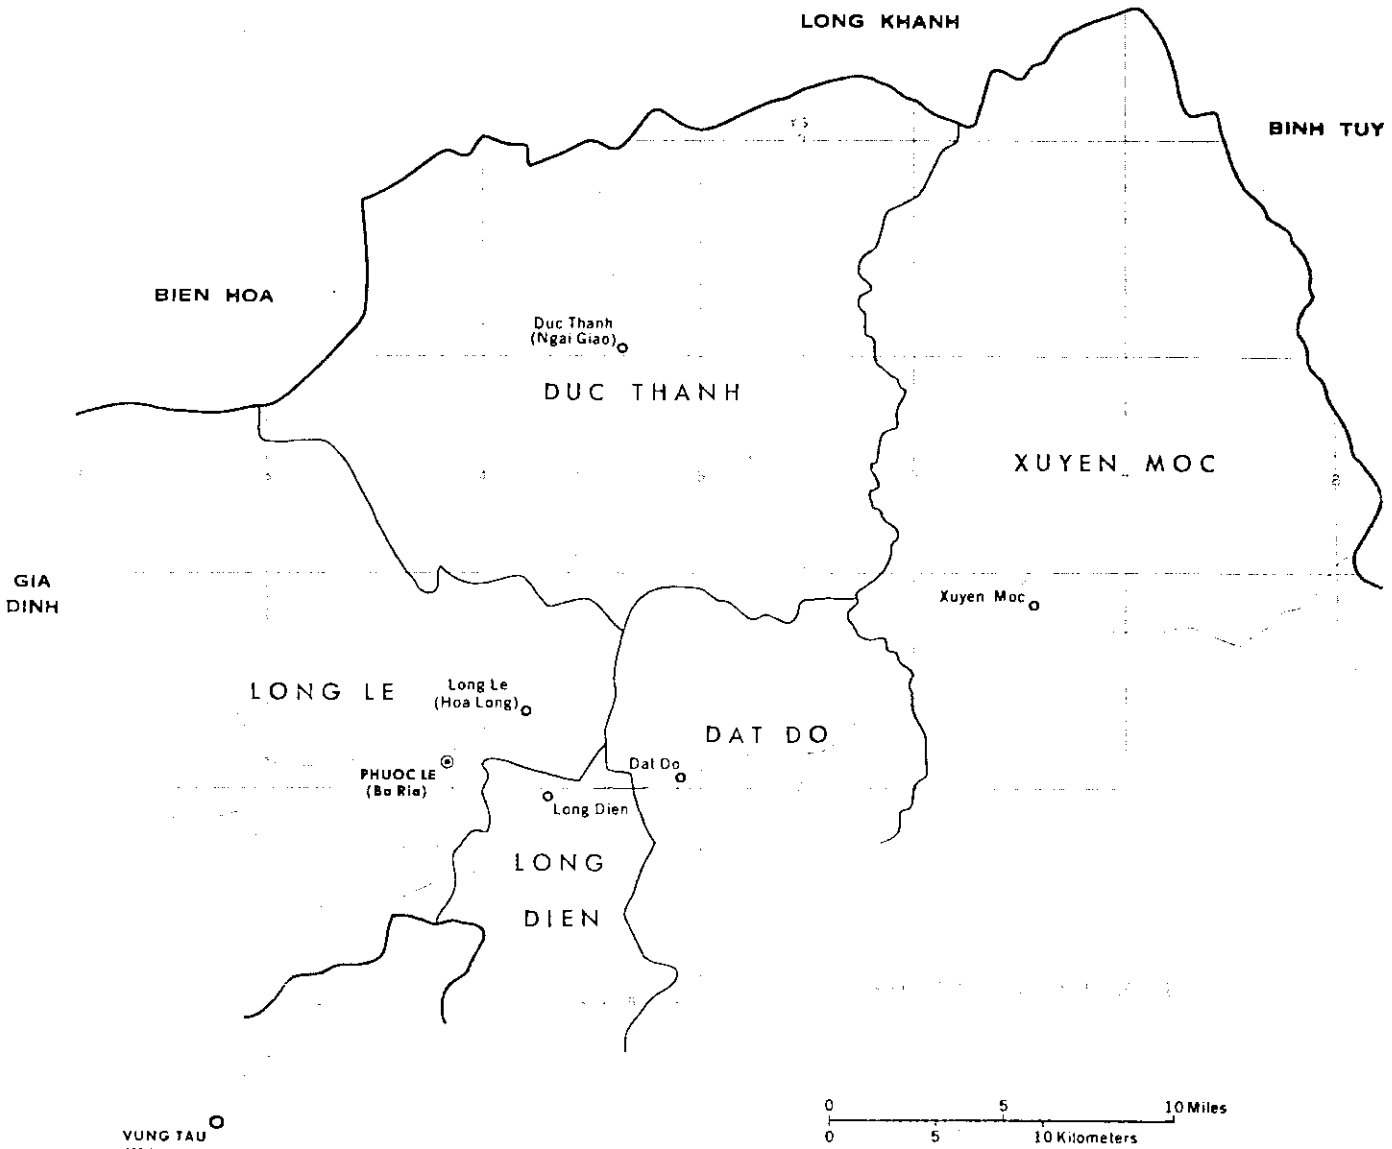 LONG KHANH
BINH TUY
BIEN HOA
Duc Thanh
(Ngai Giao)
DUC THANH
XUYEN MOC
GIA
DINH
Xuyen Moc
LONG LE
Long Le
(Hoa Long)
DAT DO
PHUOC LE
(Ba Ria)
Dat Do
Long Dien
LONG
DIEN
VUNG TAU
0 5 10 Miles
0 5 10 Kilometers